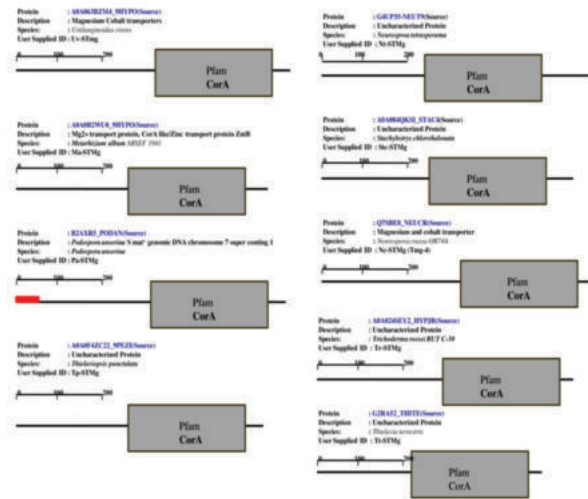 Protein : A0A063BZM4_9HYPO(Source)
Description : Magnesium Cobalt transporters
Species: : Ustilaginoidea virens
User Supplied ID : Uv-STmg
0 100 200
Pfam
CorA
Protein : A0A0B2WUL0_9HYPO(Source)
Description : Mg2+ transport protein, CorA like/Zinc transport protein ZntB
Species: : Metarhizium album ARSEF 1941
User Supplied ID : Ma-STMg
0 100 200
Pfam
CorA
Protein : B2AXR5_PODAN(Source)
Description : Podospora anserina S mat+ genomic DNA chromosome 7 super conting 1
Species: : Podospora anserina
User Supplied ID : Pa-STMg
0 100 200
Pfam
CorA
Protein : A0A0F4ZC22_9PEZI(Source)
Description : Uncharacterized Protein
Species: : Thielaviopsis punctulata
User Supplied ID : Tp-STMg
0 100 200
Pfam
CorA
Protein : G4UP35-NEUT9(Source)
Description : Uncharacterized Protein
Species: : Neurospora tetrasperma
User Supplied ID : Nt-STMg
0 100 200
Pfam
CorA
Protein : A0A084QKSI_STAC4(Source)
Description : Uncharacterized Protein
Species: : Stachybotrys chlorohalonata
User Supplied ID : Stc-STMg
0 100 200
Pfam
CorA
Protein : Q7SBE8_NEUCR(Source)
Description : Magnesium and cobalt transporter
Species: : Neurospora crassa OR74A
User Supplied ID : Nc-STMg (Tmg-4)
0 100 200
Pfam
CorA
Protein : A0A024SEY2_HYPJR(Source)
Description : Uncharacterized Protein
Species: : Trichoderma reesei RUT C-30
User Supplied ID : Tr-STMg
0 100 200
Pfam
CorA
Protein : G2RA52_THITE(Source)
Description : Uncharacterized Protein
Species: : Thielavia terrestris
User Supplied ID : Tt-STMg
0 100 200
Pfam
CorA